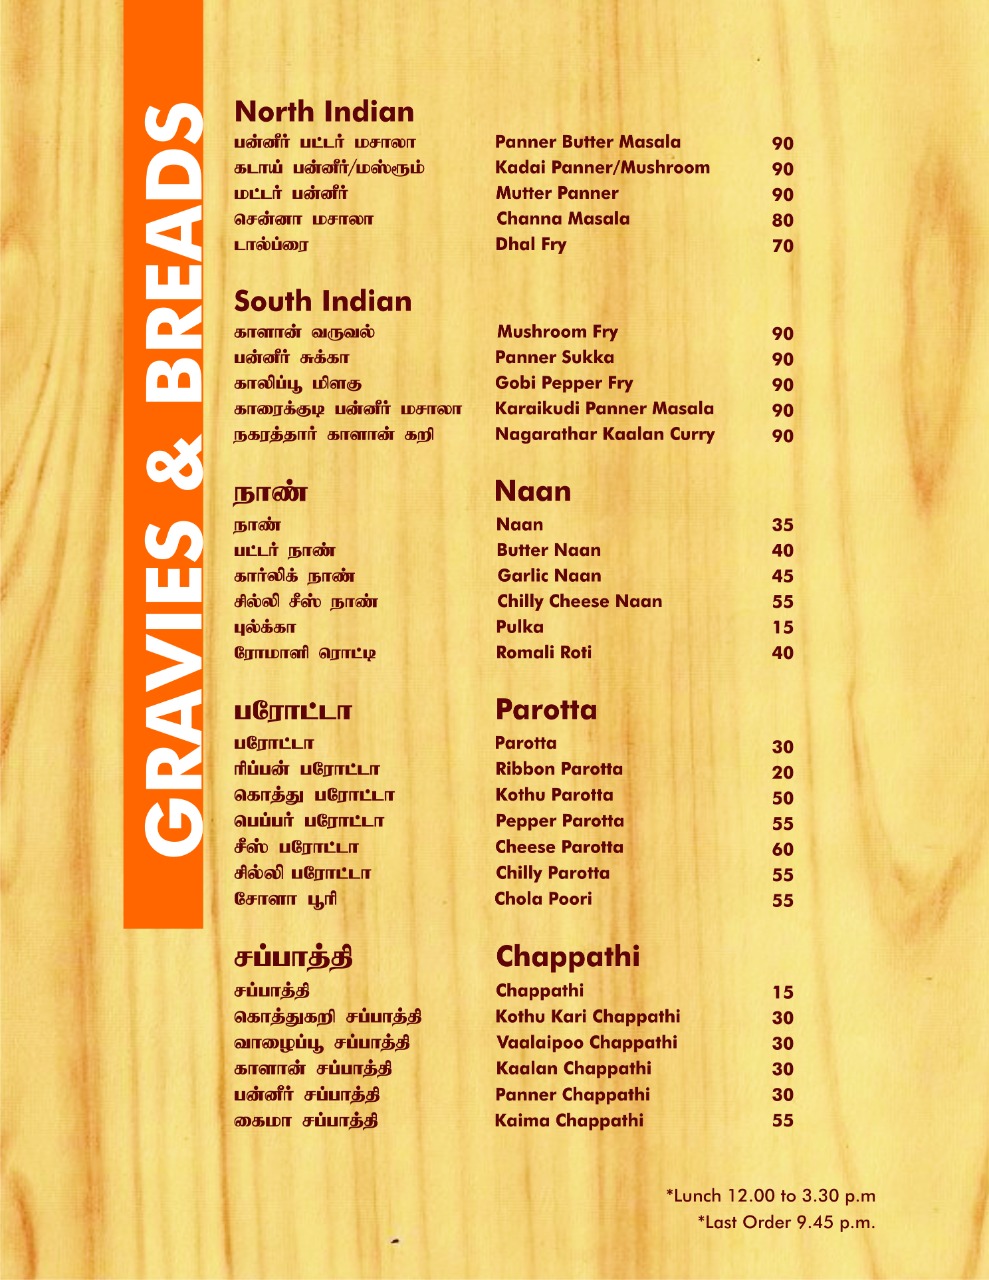 GRAVIES & BREADS
North Indian
பன்னீர் பட்டர் மசாலா Panner Butter Masala 90
கடாய் பன்னீர்/மஸ்ரூம் Kadai Panner/Mushroom 90
மட்டர் பன்னீர் Mutter Panner 90
சென்னா மசாலா Channa Masala 80
டால்ப்ரை Dhal Fry 70
South Indian
காளான் வருவல் Mushroom Fry 90
பன்னீர் சுக்கா Panner Sukka 90
காலிப்பூ மிளகு Gobi Pepper Fry 90
காரைக்குடி பன்னீர் மசாலா Karaikudi Panner Masala 90
நகரத்தார் காளான் கறி Nagarathar Kaalan Curry 90
நாண் Naan
நாண் Naan 35
பட்டர் நாண் Butter Naan 40
கார்லிக் நாண் Garlic Naan 45
சில்லி சீஸ் நாண் Chilly Cheese Naan 55
புல்க்கா Pulka 15
ரோமாளி ரொட்டி Romali Roti 40
பரோட்டா Parotta
பரோட்டா Parotta 30
ரிப்பன் பரோட்டா Ribbon Parotta 20
கொத்து பரோட்டா Kothu Parotta 50
பெப்பர் பரோட்டா Pepper Parotta 55
சீஸ் பரோட்டா Cheese Parotta 60
சில்லி பரோட்டா Chilly Parotta 55
சோளா பூரி Chola Poori 55
சப்பாத்தி Chappathi
சப்பாத்தி Chappathi 15
கொத்துகறி சப்பாத்தி Kothu Kari Chappathi 30
வாழைப்பூ சப்பாத்தி Vaalaipoo Chappathi 30
காளான் சப்பாத்தி Kaalan Chappathi 30
பன்னீர் சப்பாத்தி Panner Chappathi 30
கைமா சப்பாத்தி Kaima Chappathi 55
*Lunch 12.00 to 3.30 p.m
*Last Order 9.45 p.m.